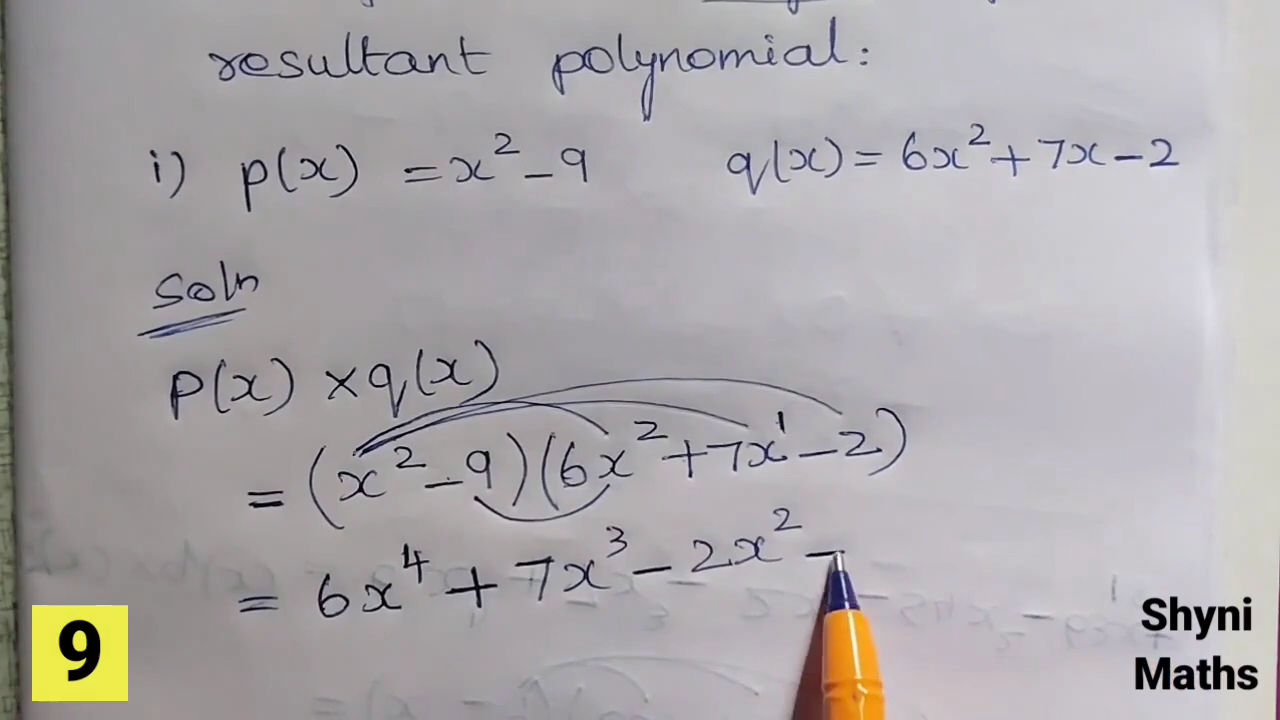 resultant polynomial:
i) p(x) = x² - 9 q(x) = 6x² + 7x - 2
Soln
P(x) × q(x)
= (x² - 9)(6x² + 7x¹ - 2)
= 6x⁴ + 7x³ - 2x² -
9
Shyni
Maths